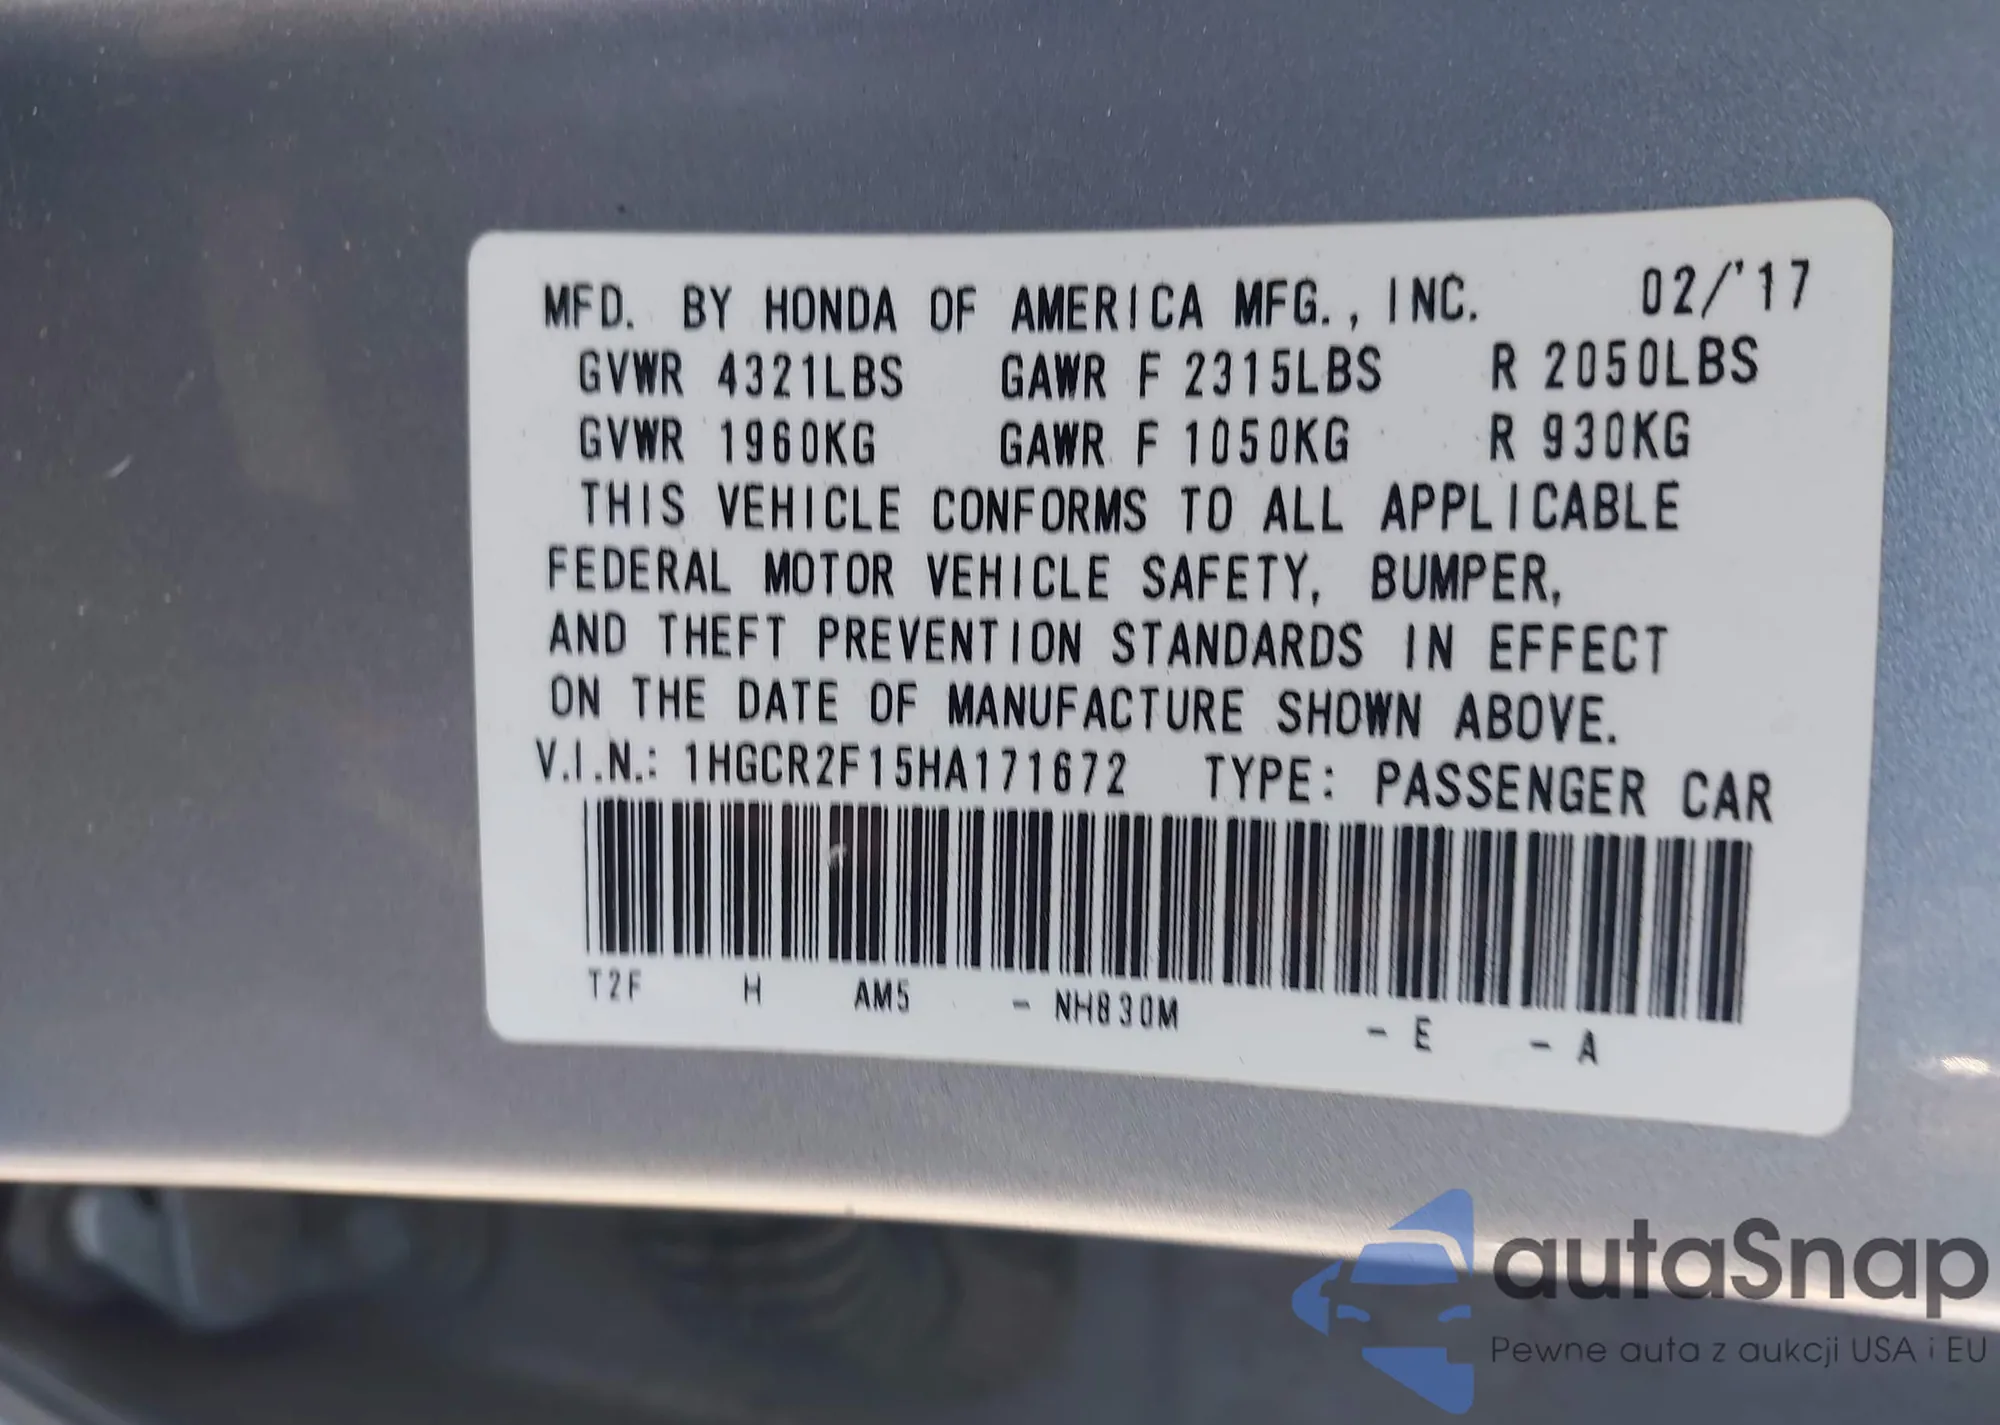 MFD. BY HONDA OF AMERICA MFG., INC. 02/'17
GVWR 4321LBS GAWR F 2315LBS R 2050LBS
GVWR 1960KG GAWR F 1050KG R 930KG
THIS VEHICLE CONFORMS TO ALL APPLICABLE
FEDERAL MOTOR VEHICLE SAFETY, BUMPER,
AND THEFT PREVENTION STANDARDS IN EFFECT
ON THE DATE OF MANUFACTURE SHOWN ABOVE.
V.I.N.: 1HGCR2F15HA171672 TYPE: PASSENGER CAR
T2F H AM5 - NH830M - E - A
autaSnap
Pewne auta z aukcji USA i EU